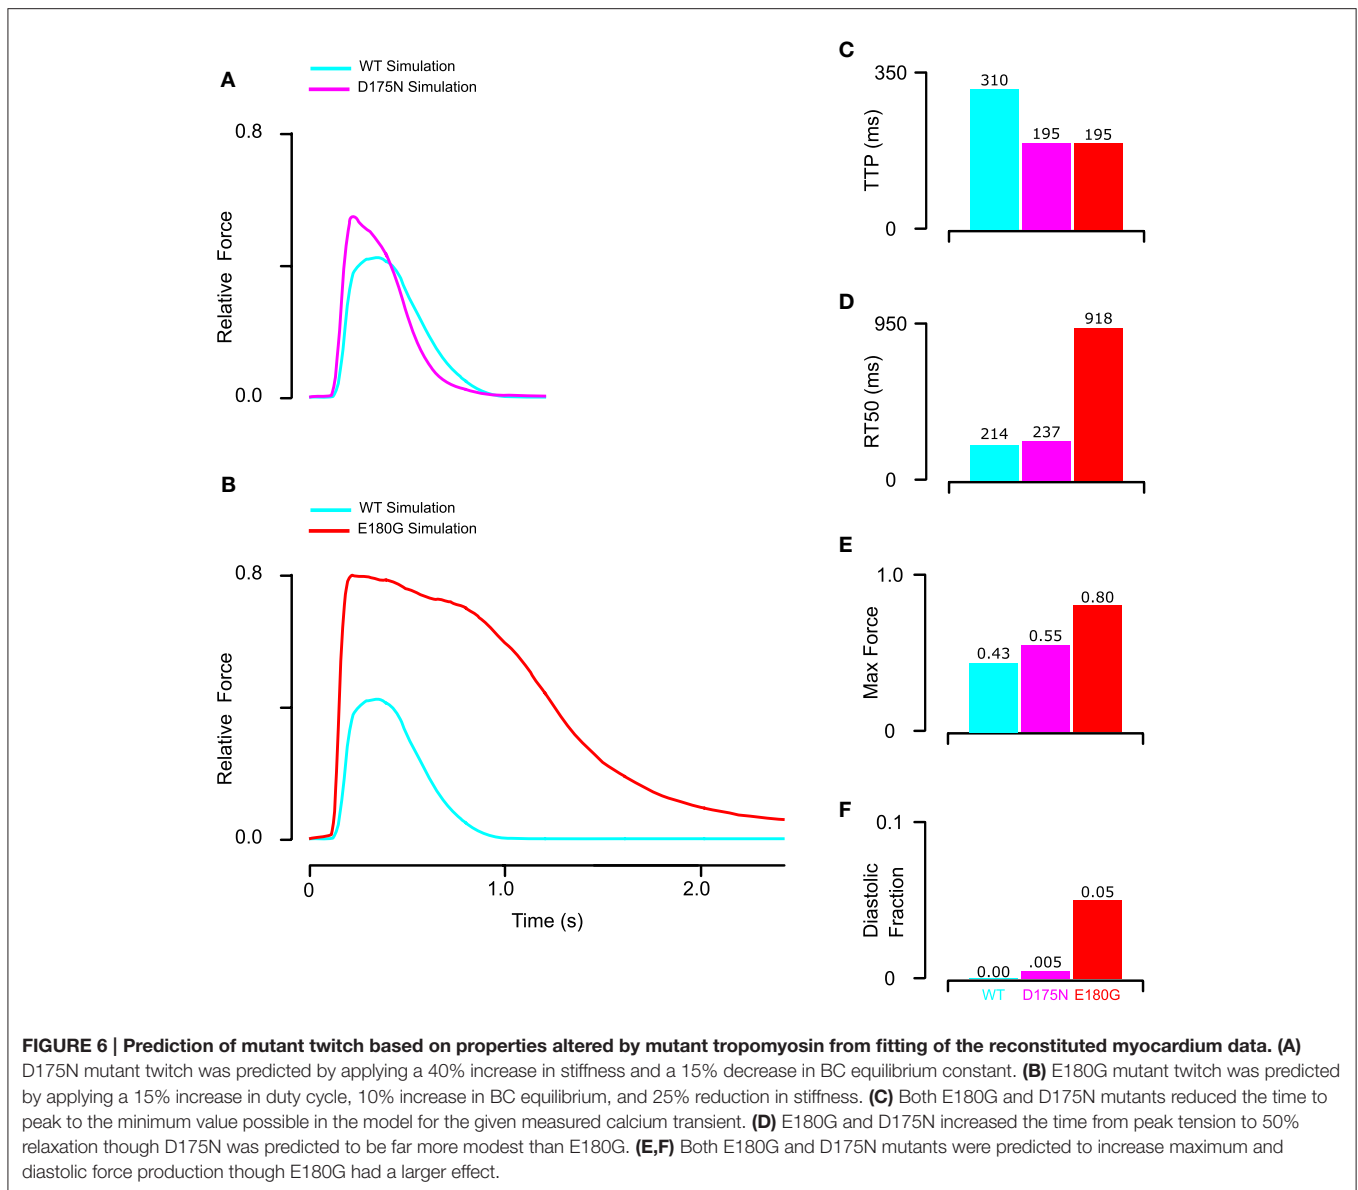 A
WT Simulation
D175N Simulation
0.8
Relative Force
0.0
B
WT Simulation
E180G Simulation
0.8
Relative Force
0.0
0
1.0
2.0
Time (s)
C
350
TTP (ms)
0
310
195
195
D
950
RT50 (ms)
0
214
237
918
E
1.0
Max Force
0
0.43
0.55
0.80
F
0.1
Diastolic
Fraction
0
0.00
.005
0.05
WT
D175N
E180G
FIGURE 6 | Prediction of mutant twitch based on properties altered by mutant tropomyosin from fitting of the reconstituted myocardium data. (A)
D175N mutant twitch was predicted by applying a 40% increase in stiffness and a 15% decrease in BC equilibrium constant. (B) E180G mutant twitch was predicted
by applying a 15% increase in duty cycle, 10% increase in BC equilibrium, and 25% reduction in stiffness. (C) Both E180G and D175N mutants reduced the time to
peak to the minimum value possible in the model for the given measured calcium transient. (D) E180G and D175N increased the time from peak tension to 50%
relaxation though D175N was predicted to be far more modest than E180G. (E,F) Both E180G and D175N mutants were predicted to increase maximum and
diastolic force production though E180G had a larger effect.